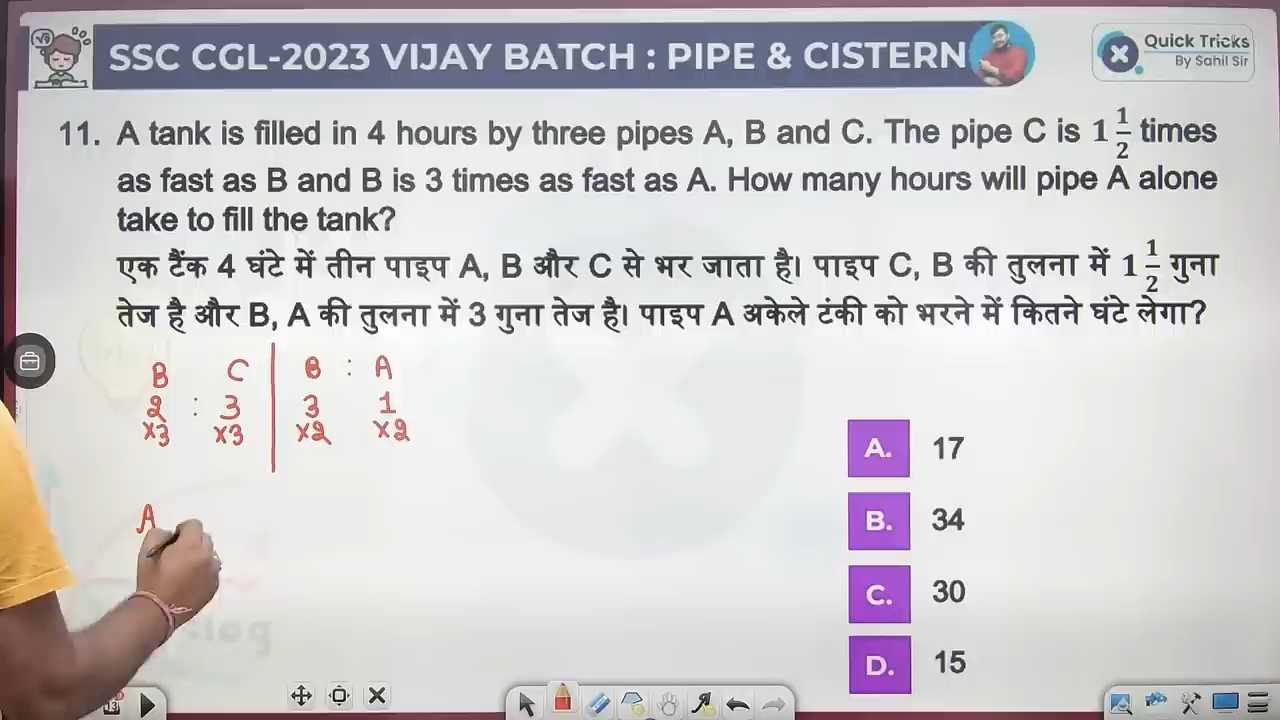 SSC CGL-2023 VIJAY BATCH : PIPE & CISTERN
Quick Tricks
By Sahil Sir
11. A tank is filled in 4 hours by three pipes A, B and C. The pipe C is 1 1/2 times
as fast as B and B is 3 times as fast as A. How many hours will pipe A alone
take to fill the tank?
एक टैंक 4 घंटे में तीन पाइप A, B और C से भर जाता है। पाइप C, B की तुलना में 1 1/2 गुना
तेज है और B, A की तुलना में 3 गुना तेज है। पाइप A अकेले टंकी को भरने में कितने घंटे लेगा?
B C B : A
2 : 3 3 1
×3 ×3 ×2 ×2
A
A. 17
B. 34
C. 30
D. 15